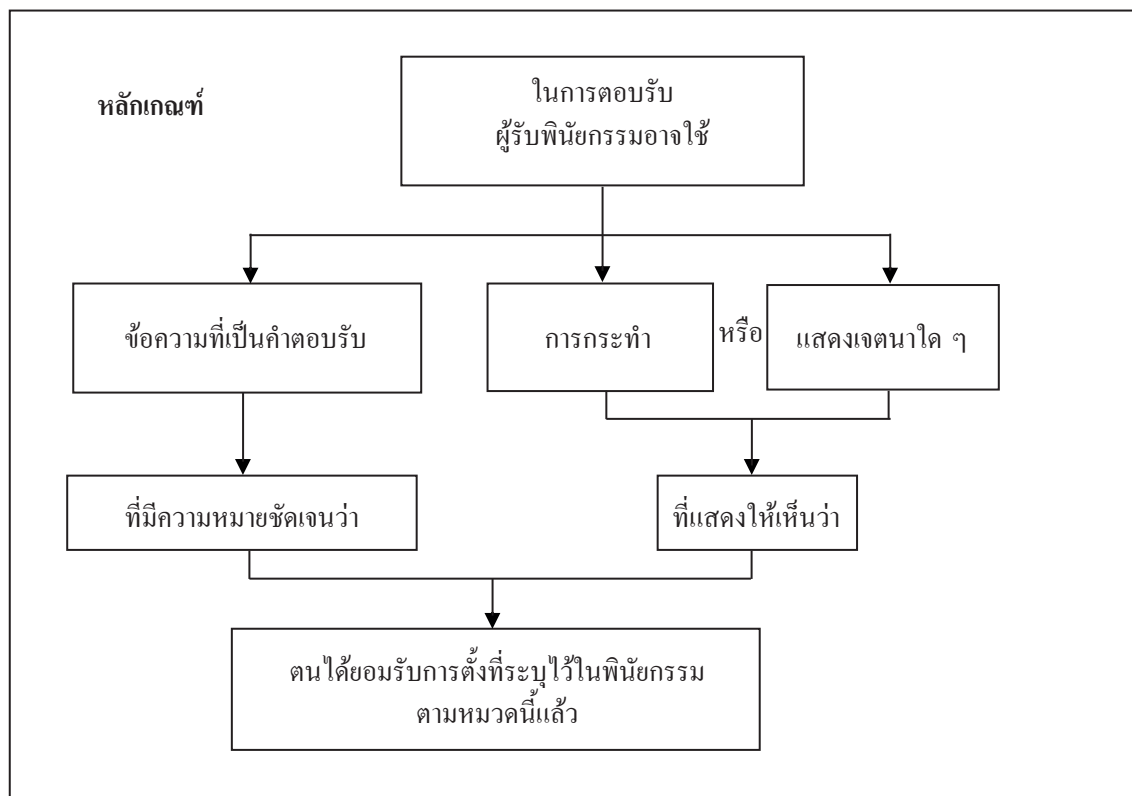 หลักเกณฑ์
ในการตอบรับ
ผู้รับพินัยกรรมอาจใช้
ข้อความที่เป็นคำตอบรับ
การกระทำ
หรือ
แสดงเจตนาใด ๆ
ที่มีความหมายชัดเจนว่า
ที่แสดงให้เห็นว่า
ตนได้ยอมรับการตั้งที่ระบุไว้ในพินัยกรรม
ตามหมวดนี้แล้ว